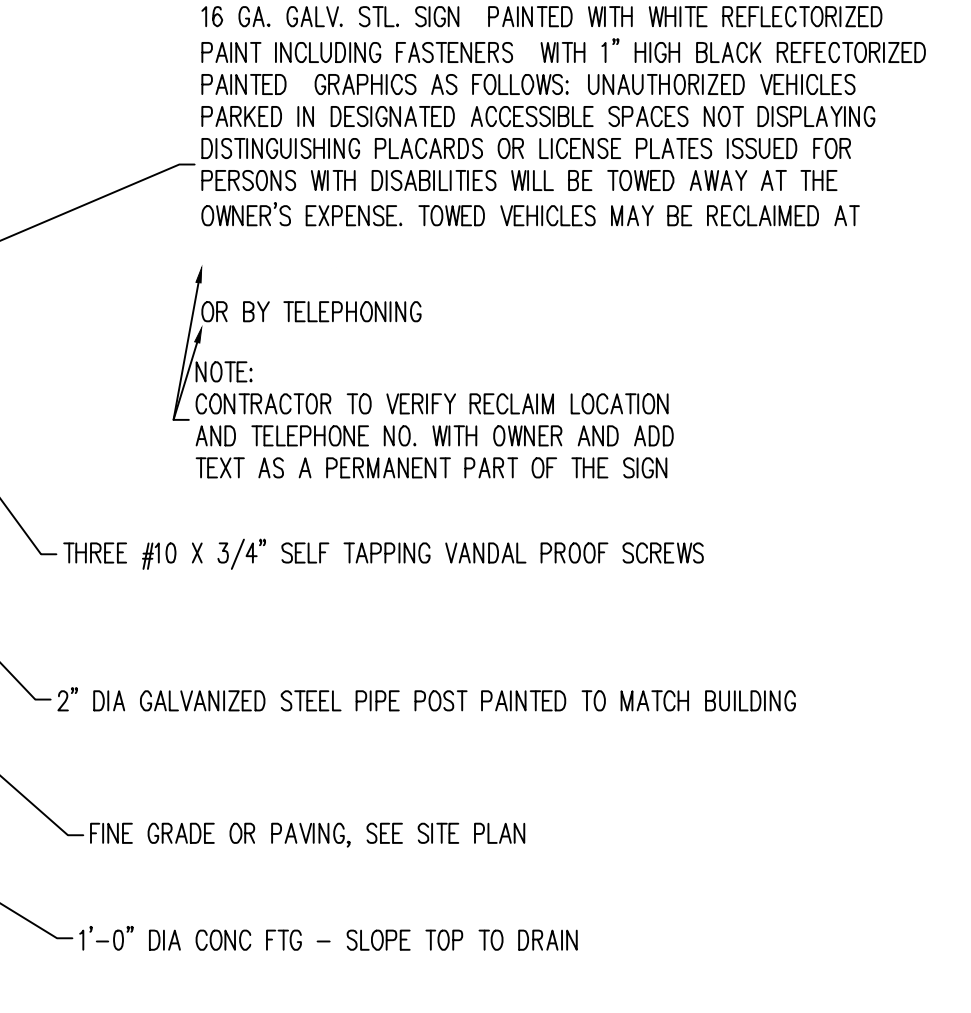 16 GA. GALV. STL. SIGN PAINTED WITH WHITE REFLECTORIZED
PAINT INCLUDING FASTENERS WITH 1" HIGH BLACK REFECTORIZED
PAINTED GRAPHICS AS FOLLOWS: UNAUTHORIZED VEHICLES
PARKED IN DESIGNATED ACCESSIBLE SPACES NOT DISPLAYING
DISTINGUISHING PLACARDS OR LICENSE PLATES ISSUED FOR
PERSONS WITH DISABILITIES WILL BE TOWED AWAY AT THE
OWNER'S EXPENSE. TOWED VEHICLES MAY BE RECLAIMED AT
OR BY TELEPHONING
NOTE:
CONTRACTOR TO VERIFY RECLAIM LOCATION
AND TELEPHONE NO. WITH OWNER AND ADD
TEXT AS A PERMANENT PART OF THE SIGN
THREE #10 X 3/4" SELF TAPPING VANDAL PROOF SCREWS
2" DIA GALVANIZED STEEL PIPE POST PAINTED TO MATCH BUILDING
FINE GRADE OR PAVING, SEE SITE PLAN
1'-0" DIA CONC FTG - SLOPE TOP TO DRAIN